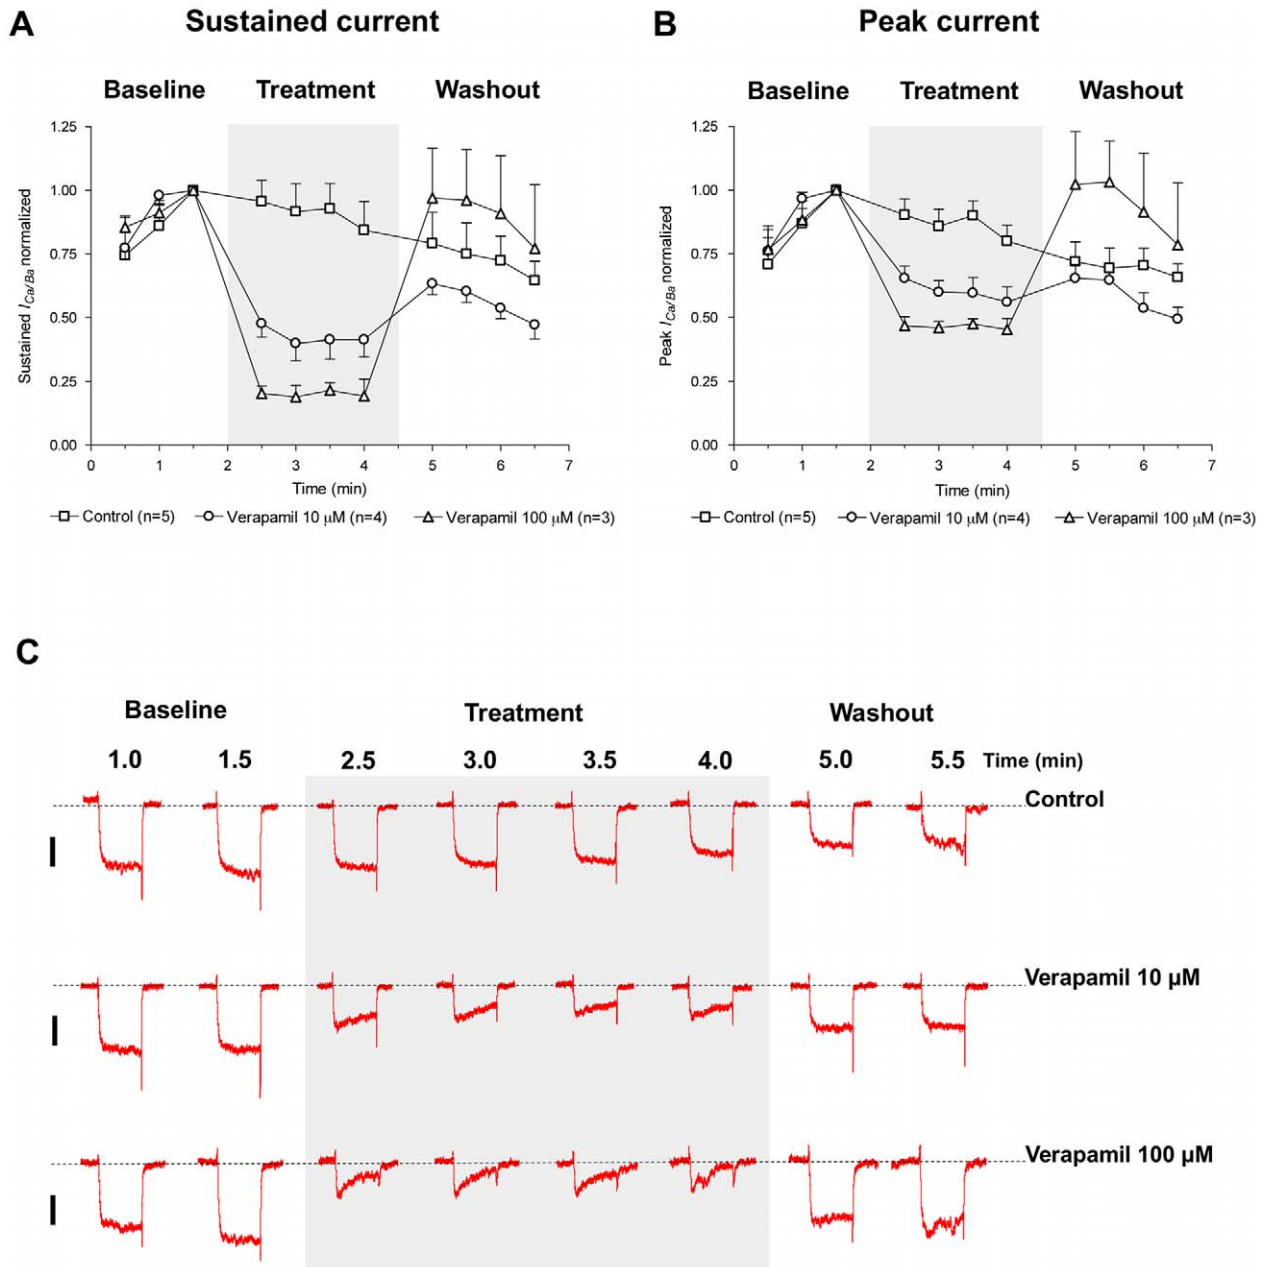 A Sustained current
Baseline Treatment Washout
Sustained I Ca/Ba normalized
1.25
1.00
0.75
0.50
0.25
0.00
0 1 2 3 4 5 6 7
Time (min)
Control (n=5) Verapamil 10 μM (n=4) Verapamil 100 μM (n=3)
B Peak current
Baseline Treatment Washout
Peak I Ca/Ba normalized
1.25
1.00
0.75
0.50
0.25
0.00
0 1 2 3 4 5 6 7
Time (min)
Control (n=5) Verapamil 10 μM (n=4) Verapamil 100 μM (n=3)
C
Baseline Treatment Washout
1.0 1.5 2.5 3.0 3.5 4.0 5.0 5.5 Time (min)
Control
Verapamil 10 μM
Verapamil 100 μM